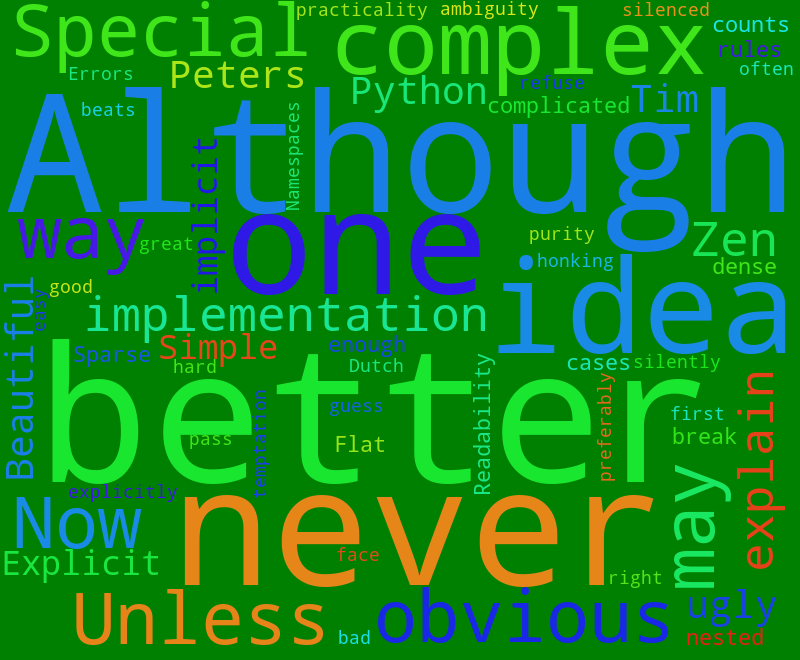 Special
practicality
ambiguity
silenced
complex
counts
rules
often
Errors
Peters
Python
refuse
complicated
Tim
beats
Namespaces
Although
implicit
way
great
one
purity
Zen
dense
honking
good
easy
Beautiful
implementation
idea
Sparse
Simple
enough
hard
Dutch
cases
silently
better
guess
pass
Flat
temptation
Readability
preferably
first
break
explain
explicitly
Now
never
may
Explicit
face
right
Unless
bad
obvious
ugly
nested